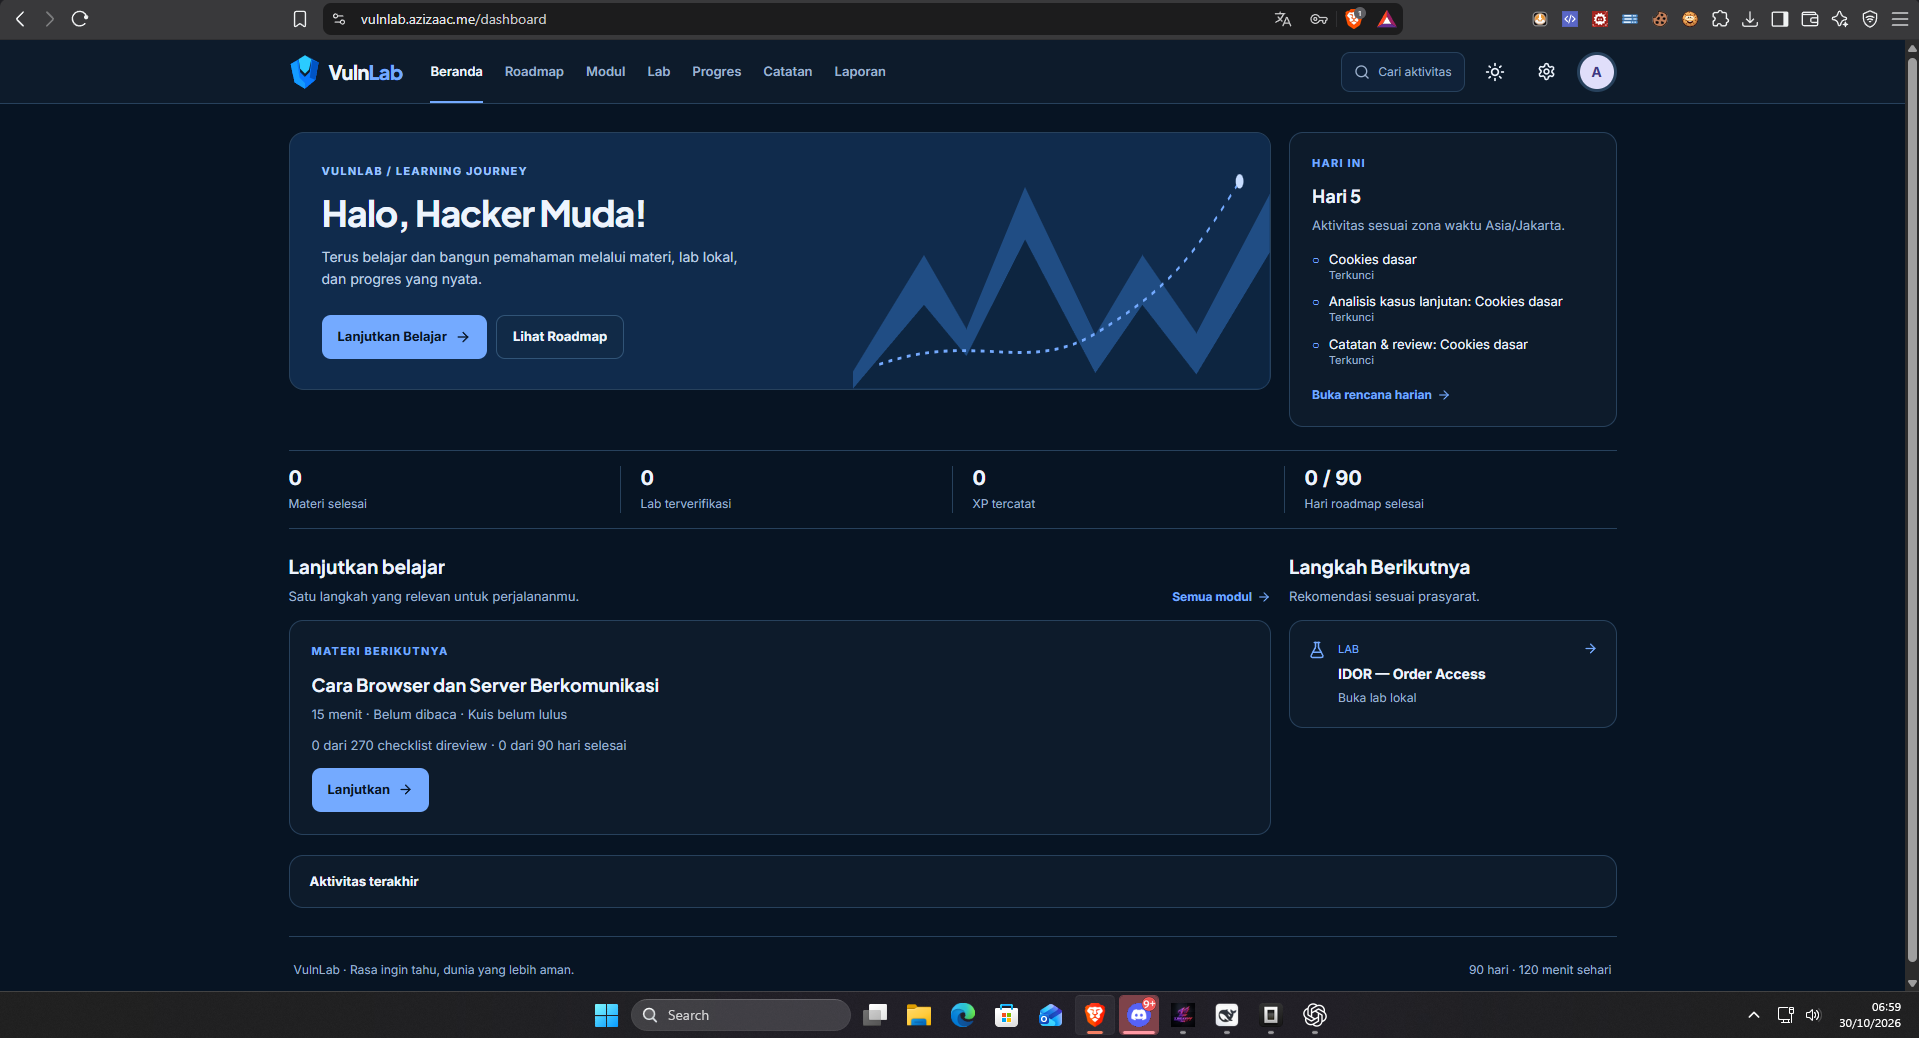 vulnlab.azizaac.me/dashboard
VulnLab
Beranda
Roadmap
Modul
Lab
Progres
Catatan
Laporan
Cari aktivitas
A
VULNLAB / LEARNING JOURNEY
Halo, Hacker Muda!
Terus belajar dan bangun pemahaman melalui materi, lab lokal,
dan progres yang nyata.
Lanjutkan Belajar
Lihat Roadmap
HARI INI
Hari 5
Aktivitas sesuai zona waktu Asia/Jakarta.
Cookies dasar
Terkunci
Analisis kasus lanjutan: Cookies dasar
Terkunci
Catatan & review: Cookies dasar
Terkunci
Buka rencana harian
0
Materi selesai
0
Lab terverifikasi
0
XP tercatat
0 / 90
Hari roadmap selesai
Lanjutkan belajar
Satu langkah yang relevan untuk perjalananmu.
Semua modul
MATERI BERIKUTNYA
Cara Browser dan Server Berkomunikasi
15 menit · Belum dibaca · Kuis belum lulus
0 dari 270 checklist direview · 0 dari 90 hari selesai
Lanjutkan
Langkah Berikutnya
Rekomendasi sesuai prasyarat.
LAB
IDOR — Order Access
Buka lab lokal
Aktivitas terakhir
VulnLab · Rasa ingin tahu, dunia yang lebih aman.
90 hari · 120 menit sehari
Search
9+
06:59
30/10/2026